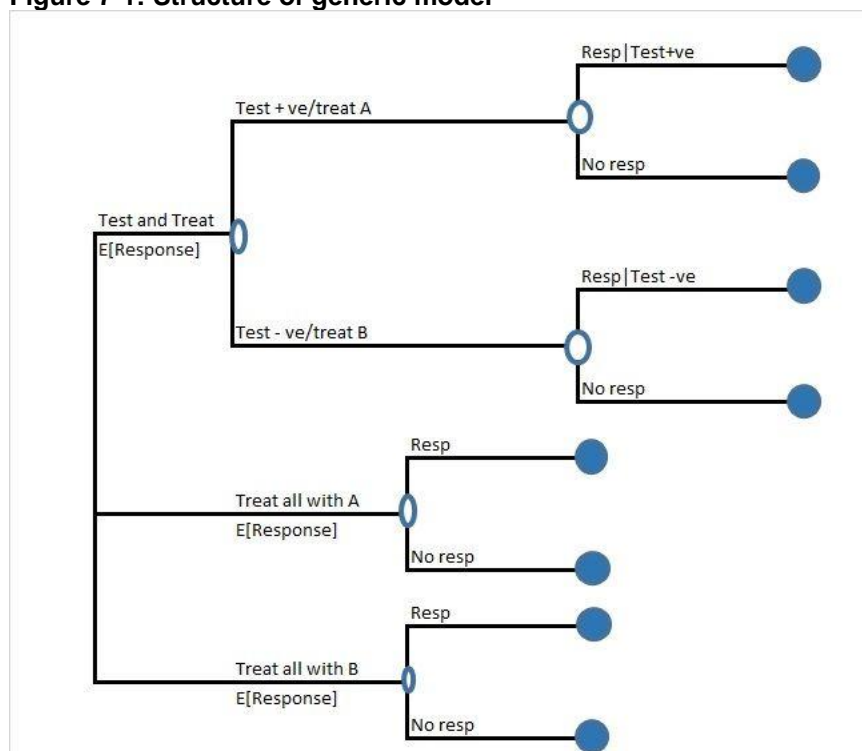 Figure 7-1: Structure of generic model
Resp|Test+ve
Test + ve/treat A
No resp
Test and Treat
E[Response]
Resp|Test -ve
Test - ve/treat B
No resp
Resp
Treat all with A
E[Response]
No resp
Resp
Treat all with B
E[Response]
No resp